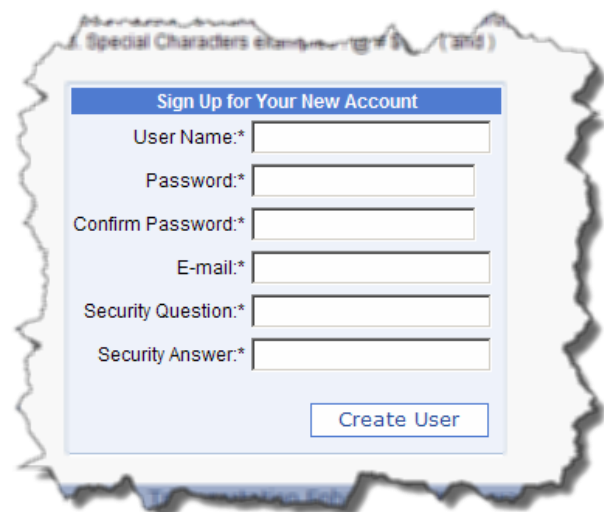 Special Characters
Sign Up for Your New Account
User Name:*
Password:*
Confirm Password:*
E-mail:*
Security Question:*
Security Answer:*
Create User